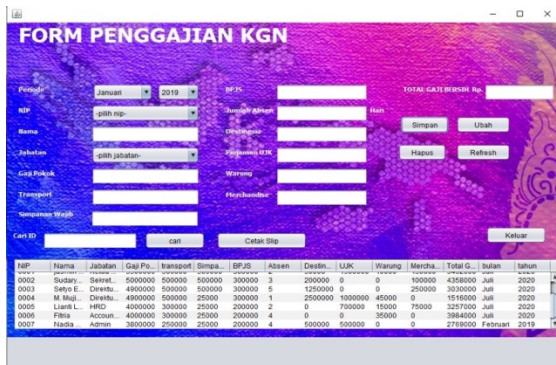 FORM PENGGAJIAN KGN
Periode Januari 2019 BPJS TOTAL GAJI BERSIH Rp.
NIP -pilih nip- Jumlah Absen Hari
Nama Destinasia Simpan Ubah
Jabatan -pilih jabatan- Pinjaman UJK Hapus Refresh
Gaji Pokok Warung
Transport Merchandise
Simpanan Wajib
Cari ID cari Cetak Slip Keluar
NIP Nama Jabatan Gaji Po... transport Simpa... BPJS Absen Destin... UJK Warung Mercha... Total G... bulan tahun
0002 Sudary... Sekret... 5000000 500000 500000 300000 3 200000 0 0 100000 4358000 Juli 2020
0003 Setyo E... Direktu... 4900000 500000 500000 300000 5 1250000 0 0 250000 3030000 Juli 2020
0004 M. Muji... Direktu... 4900000 500000 25000 300000 1 2500000 1000000 45000 0 1516000 Juli 2020
0005 Lianti L... HRD 4000000 300000 25000 200000 2 0 700000 15000 75000 3257000 Juli 2020
0006 Fitria Accoun... 4000000 300000 25000 200000 4 0 0 35000 0 3984000 Juli 2020
0007 Nadia ... Admin 3800000 250000 25000 200000 4 500000 500000 0 0 2769000 Februari 2019